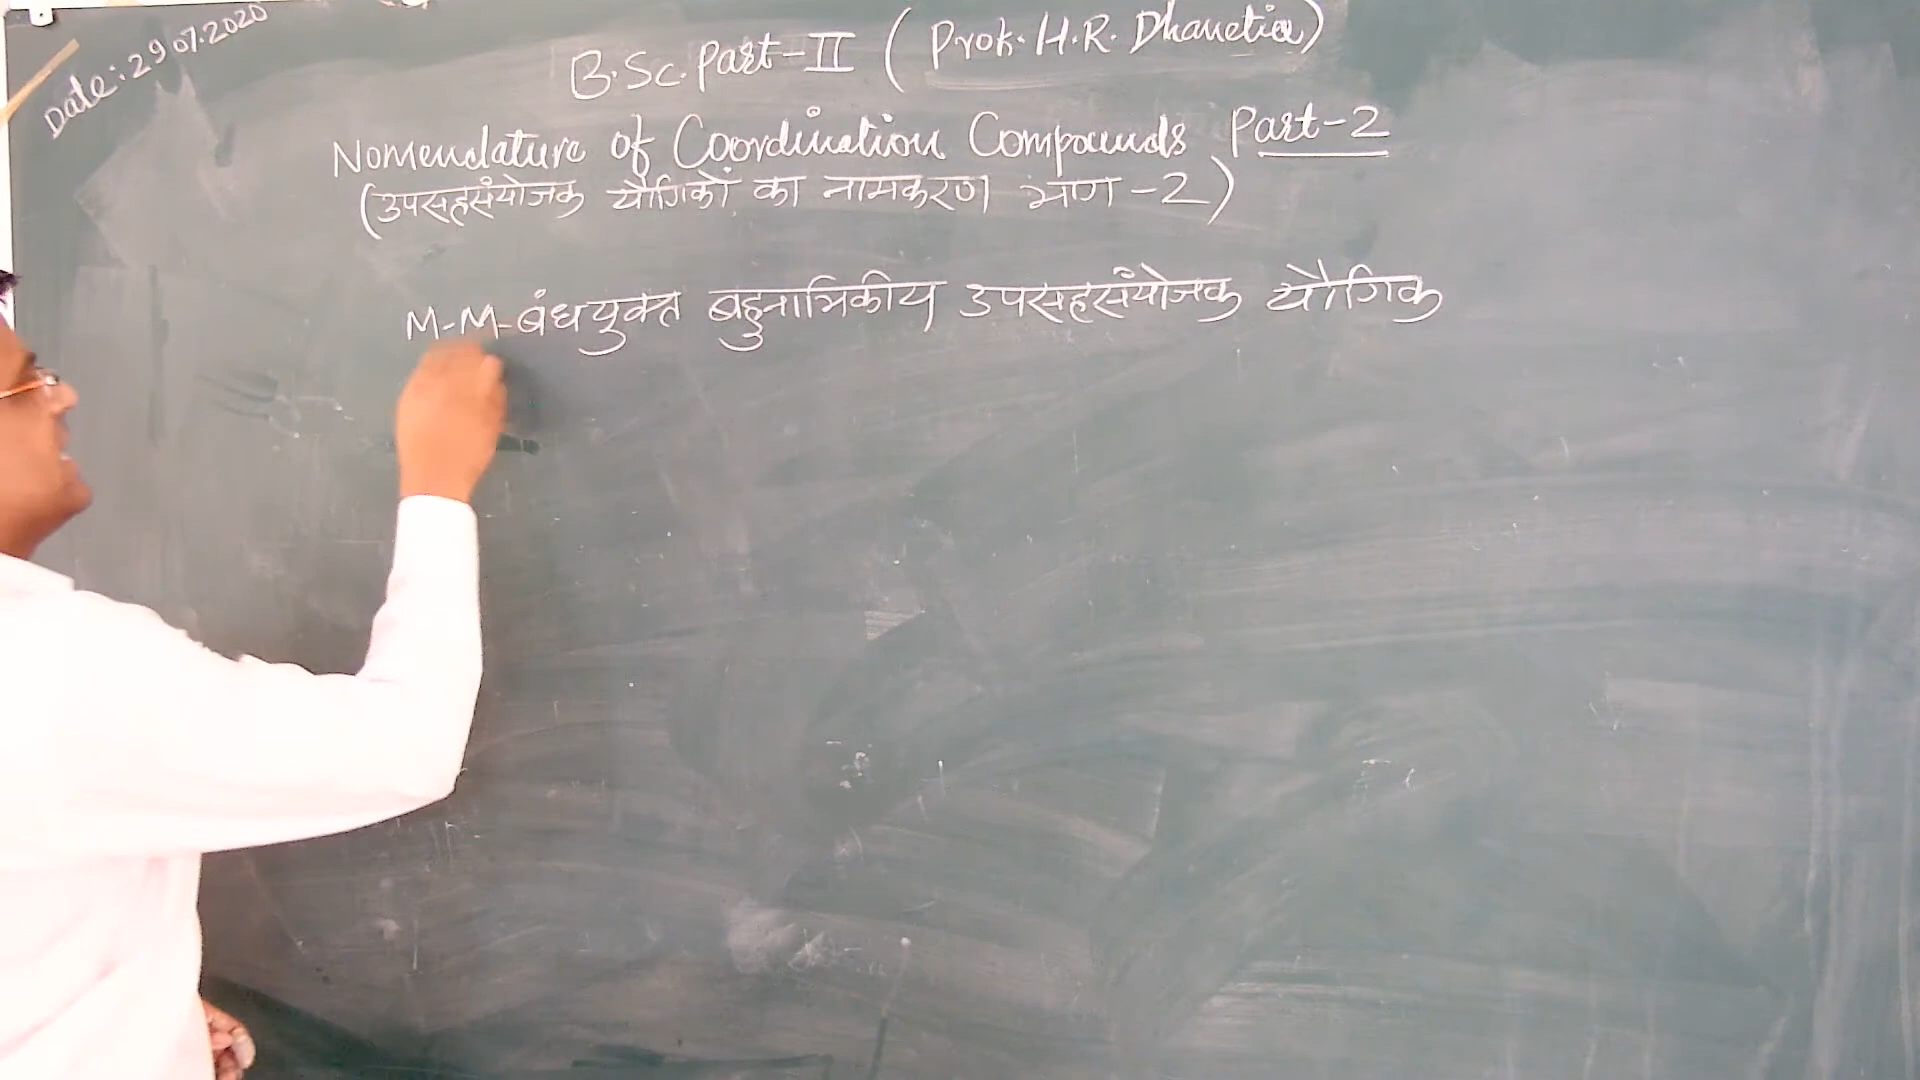 Date: 29 07.2020
B.Sc. Part-II ( Prof. H.R. Dhanetia)
Nomenclature of Coordination Compounds Part-2
(उपसहसंयोजक यौगिकों का नामकरण भाग -2)
M-M-बंधयुक्त बहुनाभिकीय उपसहसंयोजक यौगिक